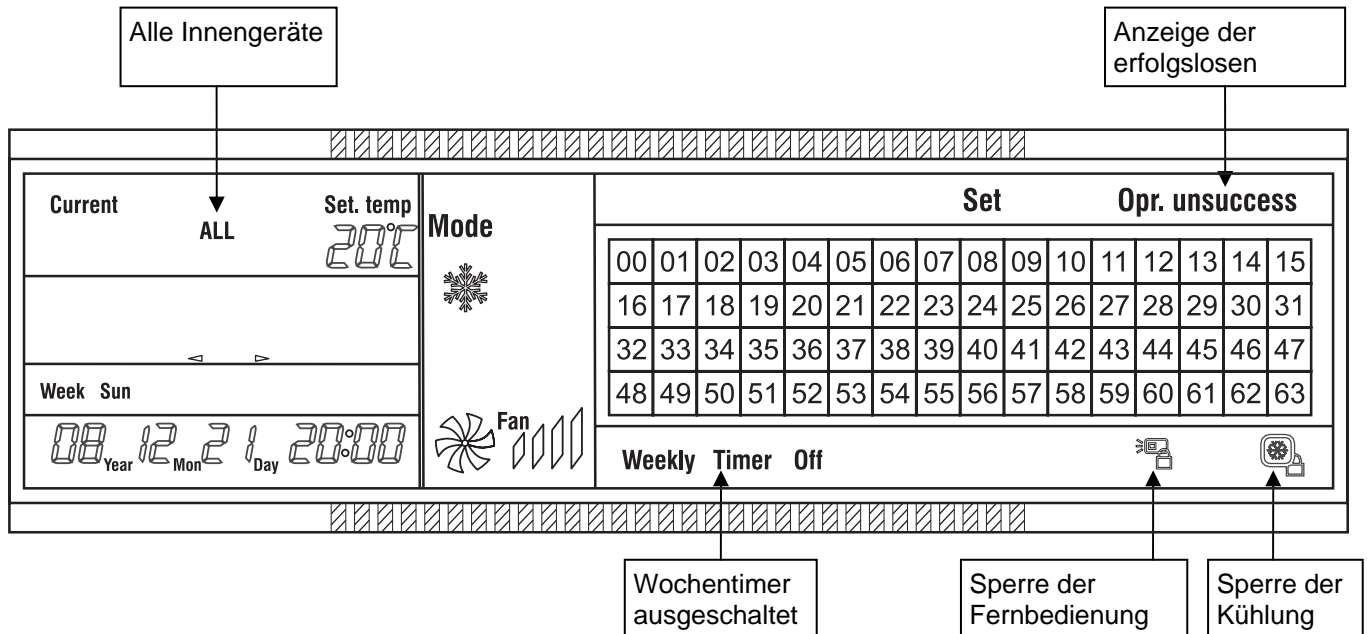 Alle Innengeräte
Anzeige der
erfolgslosen
Current
ALL
Set. temp
20°C
Mode
Set
Opr. unsuccess
00 01 02 03 04 05 06 07 08 09 10 11 12 13 14 15
16 17 18 19 20 21 22 23 24 25 26 27 28 29 30 31
32 33 34 35 36 37 38 39 40 41 42 43 44 45 46 47
48 49 50 51 52 53 54 55 56 57 58 59 60 61 62 63
Week Sun
08 Year 12 Mon 21 Day 20:00
Fan
Weekly Timer Off
Wochentimer
ausgeschaltet
Sperre der
Fernbedienung
Sperre der
Kühlung